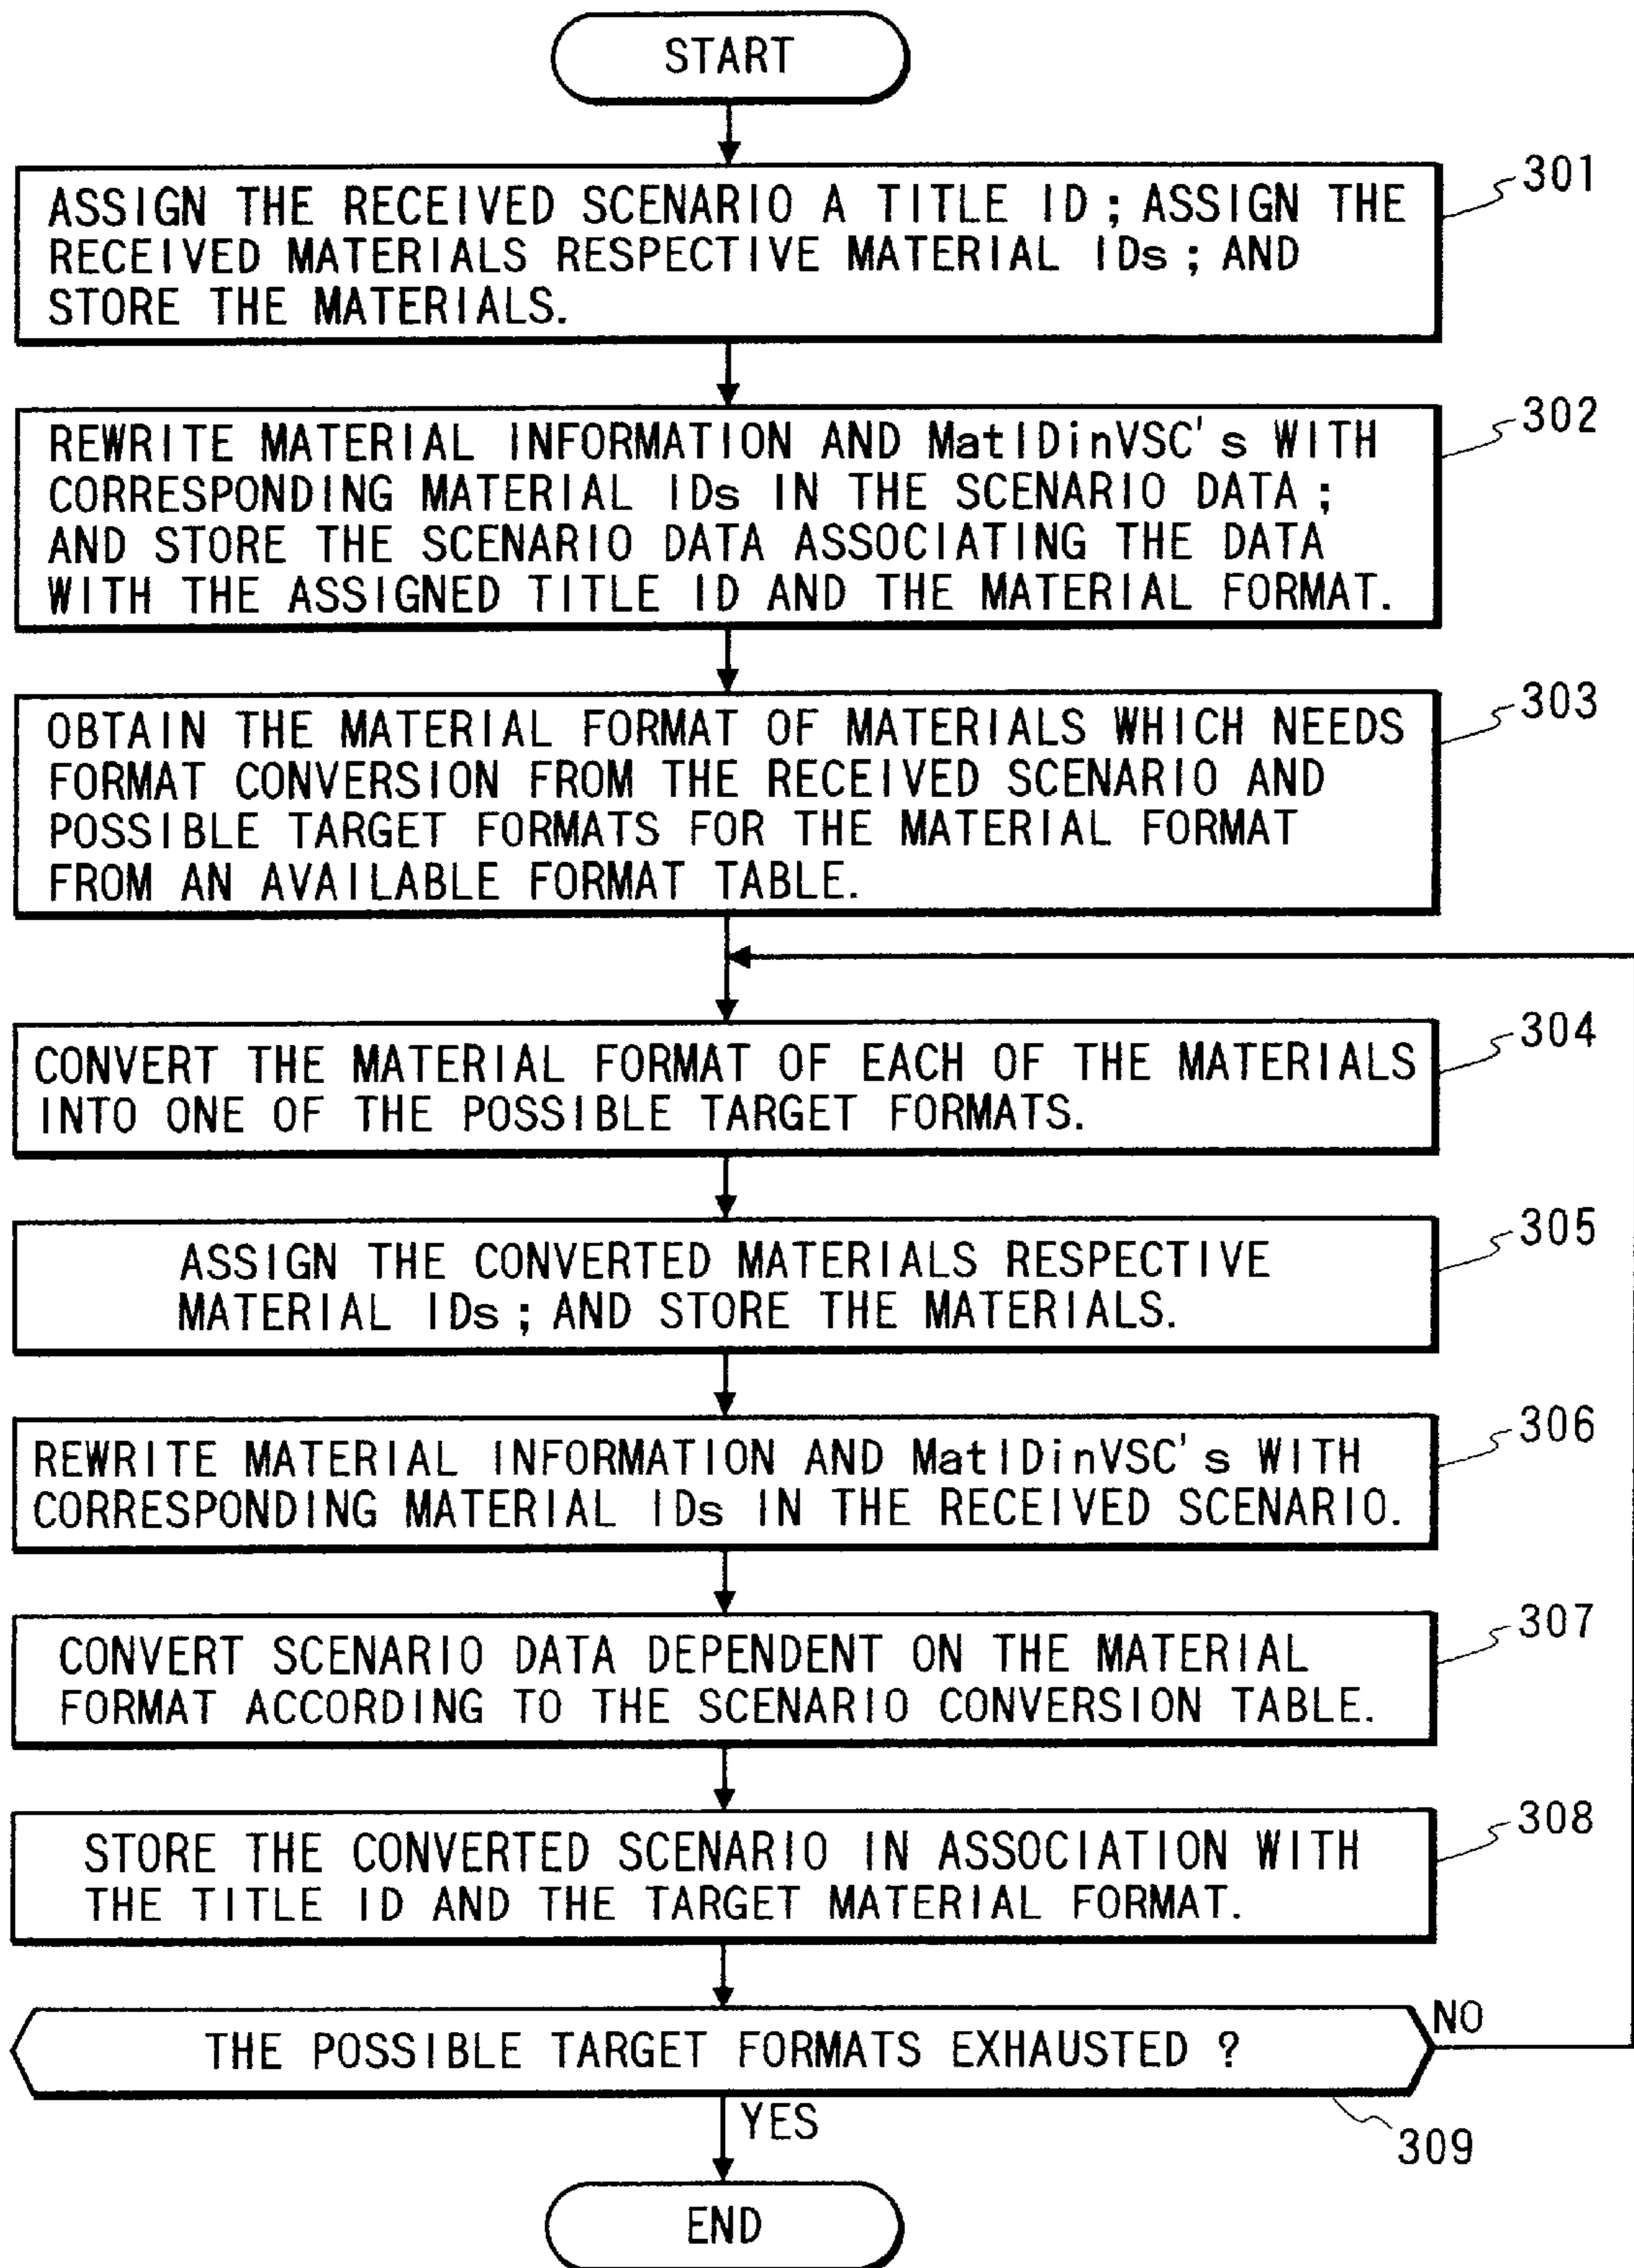 START
301
ASSIGN THE RECEIVED SCENARIO A TITLE ID; ASSIGN THE
RECEIVED MATERIALS RESPECTIVE MATERIAL IDs; AND
STORE THE MATERIALS.
302
REWRITE MATERIAL INFORMATION AND MatIDinVSC's WITH
CORRESPONDING MATERIAL IDs IN THE SCENARIO DATA;
AND STORE THE SCENARIO DATA ASSOCIATING THE DATA
WITH THE ASSIGNED TITLE ID AND THE MATERIAL FORMAT.
303
OBTAIN THE MATERIAL FORMAT OF MATERIALS WHICH NEEDS
FORMAT CONVERSION FROM THE RECEIVED SCENARIO AND
POSSIBLE TARGET FORMATS FOR THE MATERIAL FORMAT
FROM AN AVAILABLE FORMAT TABLE.
304
CONVERT THE MATERIAL FORMAT OF EACH OF THE MATERIALS
INTO ONE OF THE POSSIBLE TARGET FORMATS.
305
ASSIGN THE CONVERTED MATERIALS RESPECTIVE
MATERIAL IDs; AND STORE THE MATERIALS.
306
REWRITE MATERIAL INFORMATION AND MatIDinVSC's WITH
CORRESPONDING MATERIAL IDs IN THE RECEIVED SCENARIO.
307
CONVERT SCENARIO DATA DEPENDENT ON THE MATERIAL
FORMAT ACCORDING TO THE SCENARIO CONVERSION TABLE.
308
STORE THE CONVERTED SCENARIO IN ASSOCIATION WITH
THE TITLE ID AND THE TARGET MATERIAL FORMAT.
NO
THE POSSIBLE TARGET FORMATS EXHAUSTED ?
YES
309
END